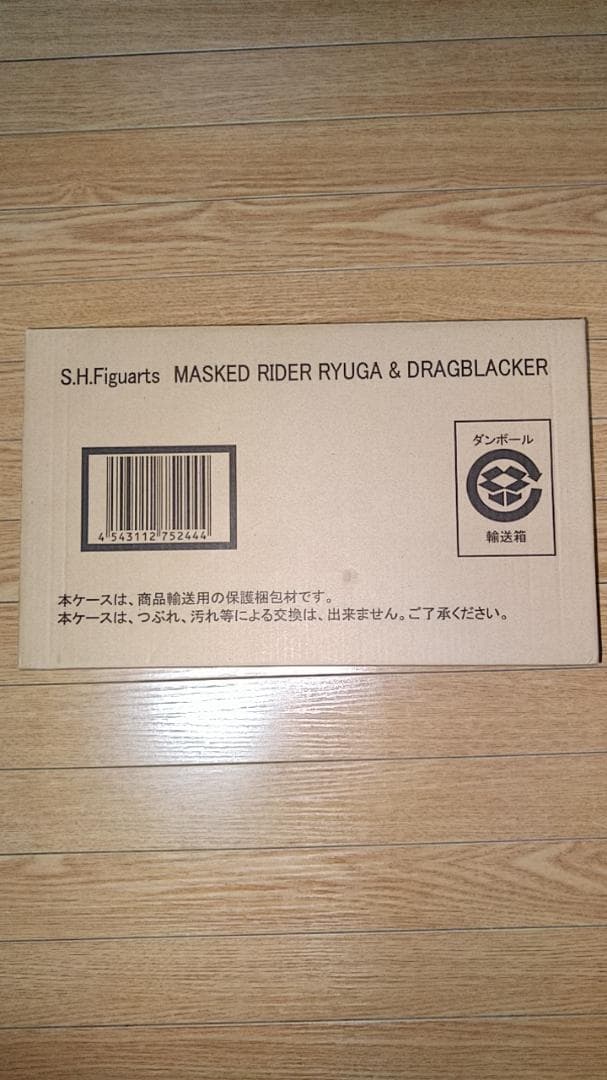 S.H.Figuarts MASKED RIDER RYUGA & DRAGBLACKER
ダンボール
輸送箱
4 543112 752444
本ケースは、商品輸送用の保護梱包材です。
本ケースは、つぶれ、汚れ等による交換は、出来ません。ご了承ください。